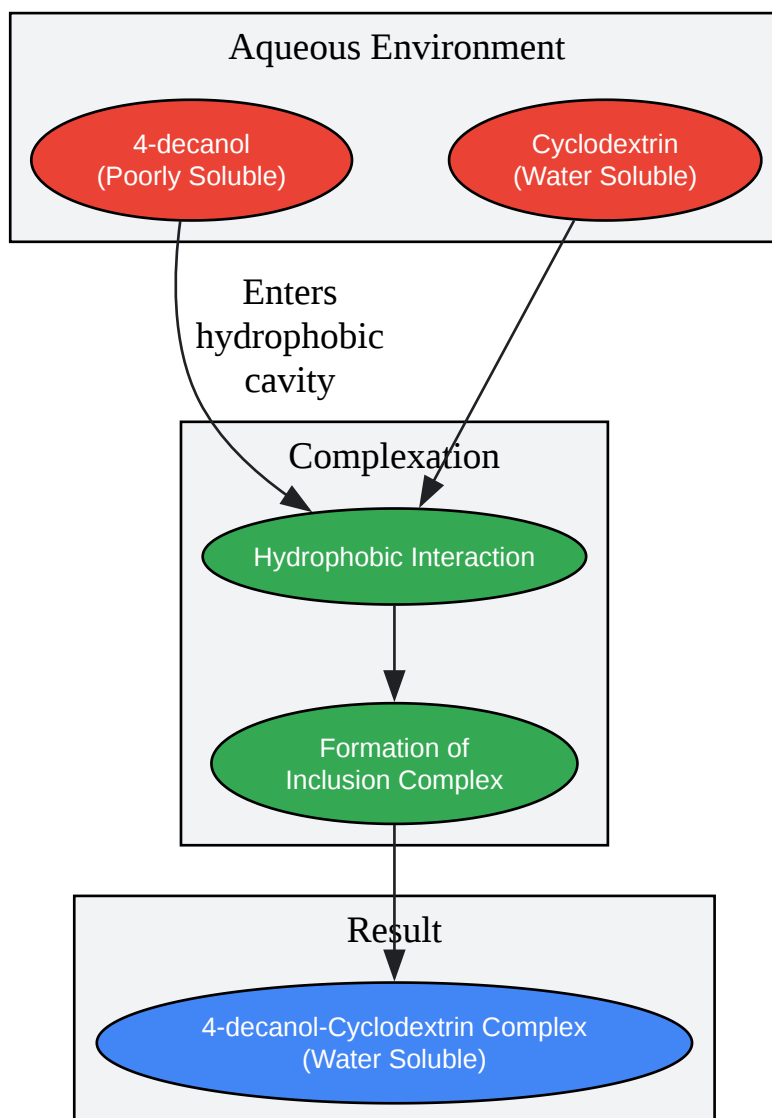 Aqueous Environment
4-decanol
(Poorly Soluble)
Cyclodextrin
(Water Soluble)
Enters
hydrophobic
cavity
Complexation
Hydrophobic Interaction
Formation of
Inclusion Complex
Result
4-decanol-Cyclodextrin Complex
(Water Soluble)